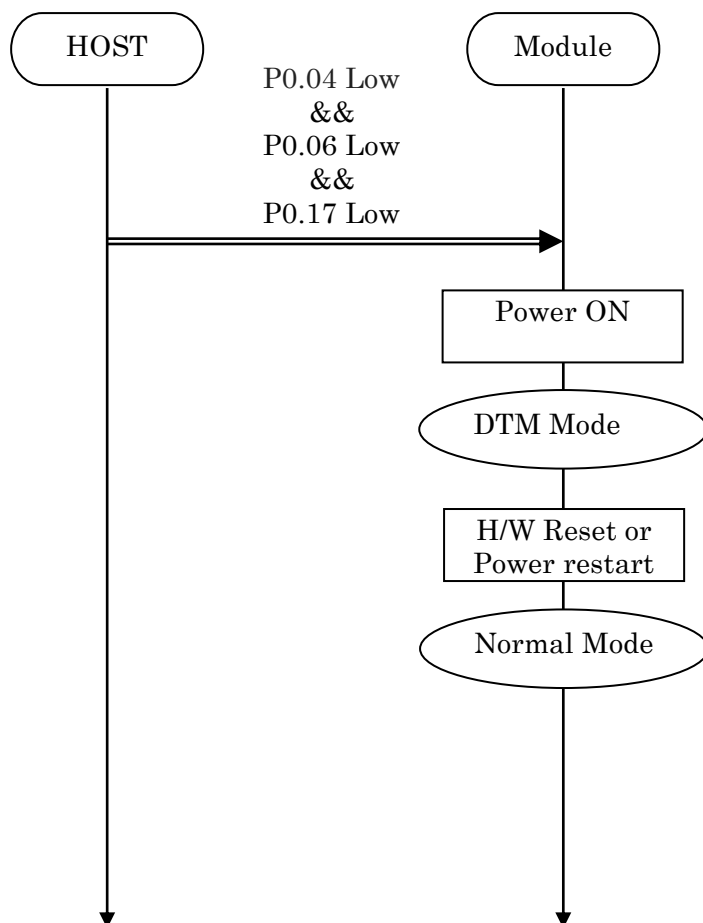 HOST
Module
P0.04 Low
&&
P0.06 Low
&&
P0.17 Low
Power ON
DTM Mode
H/W Reset or
Power restart
Normal Mode